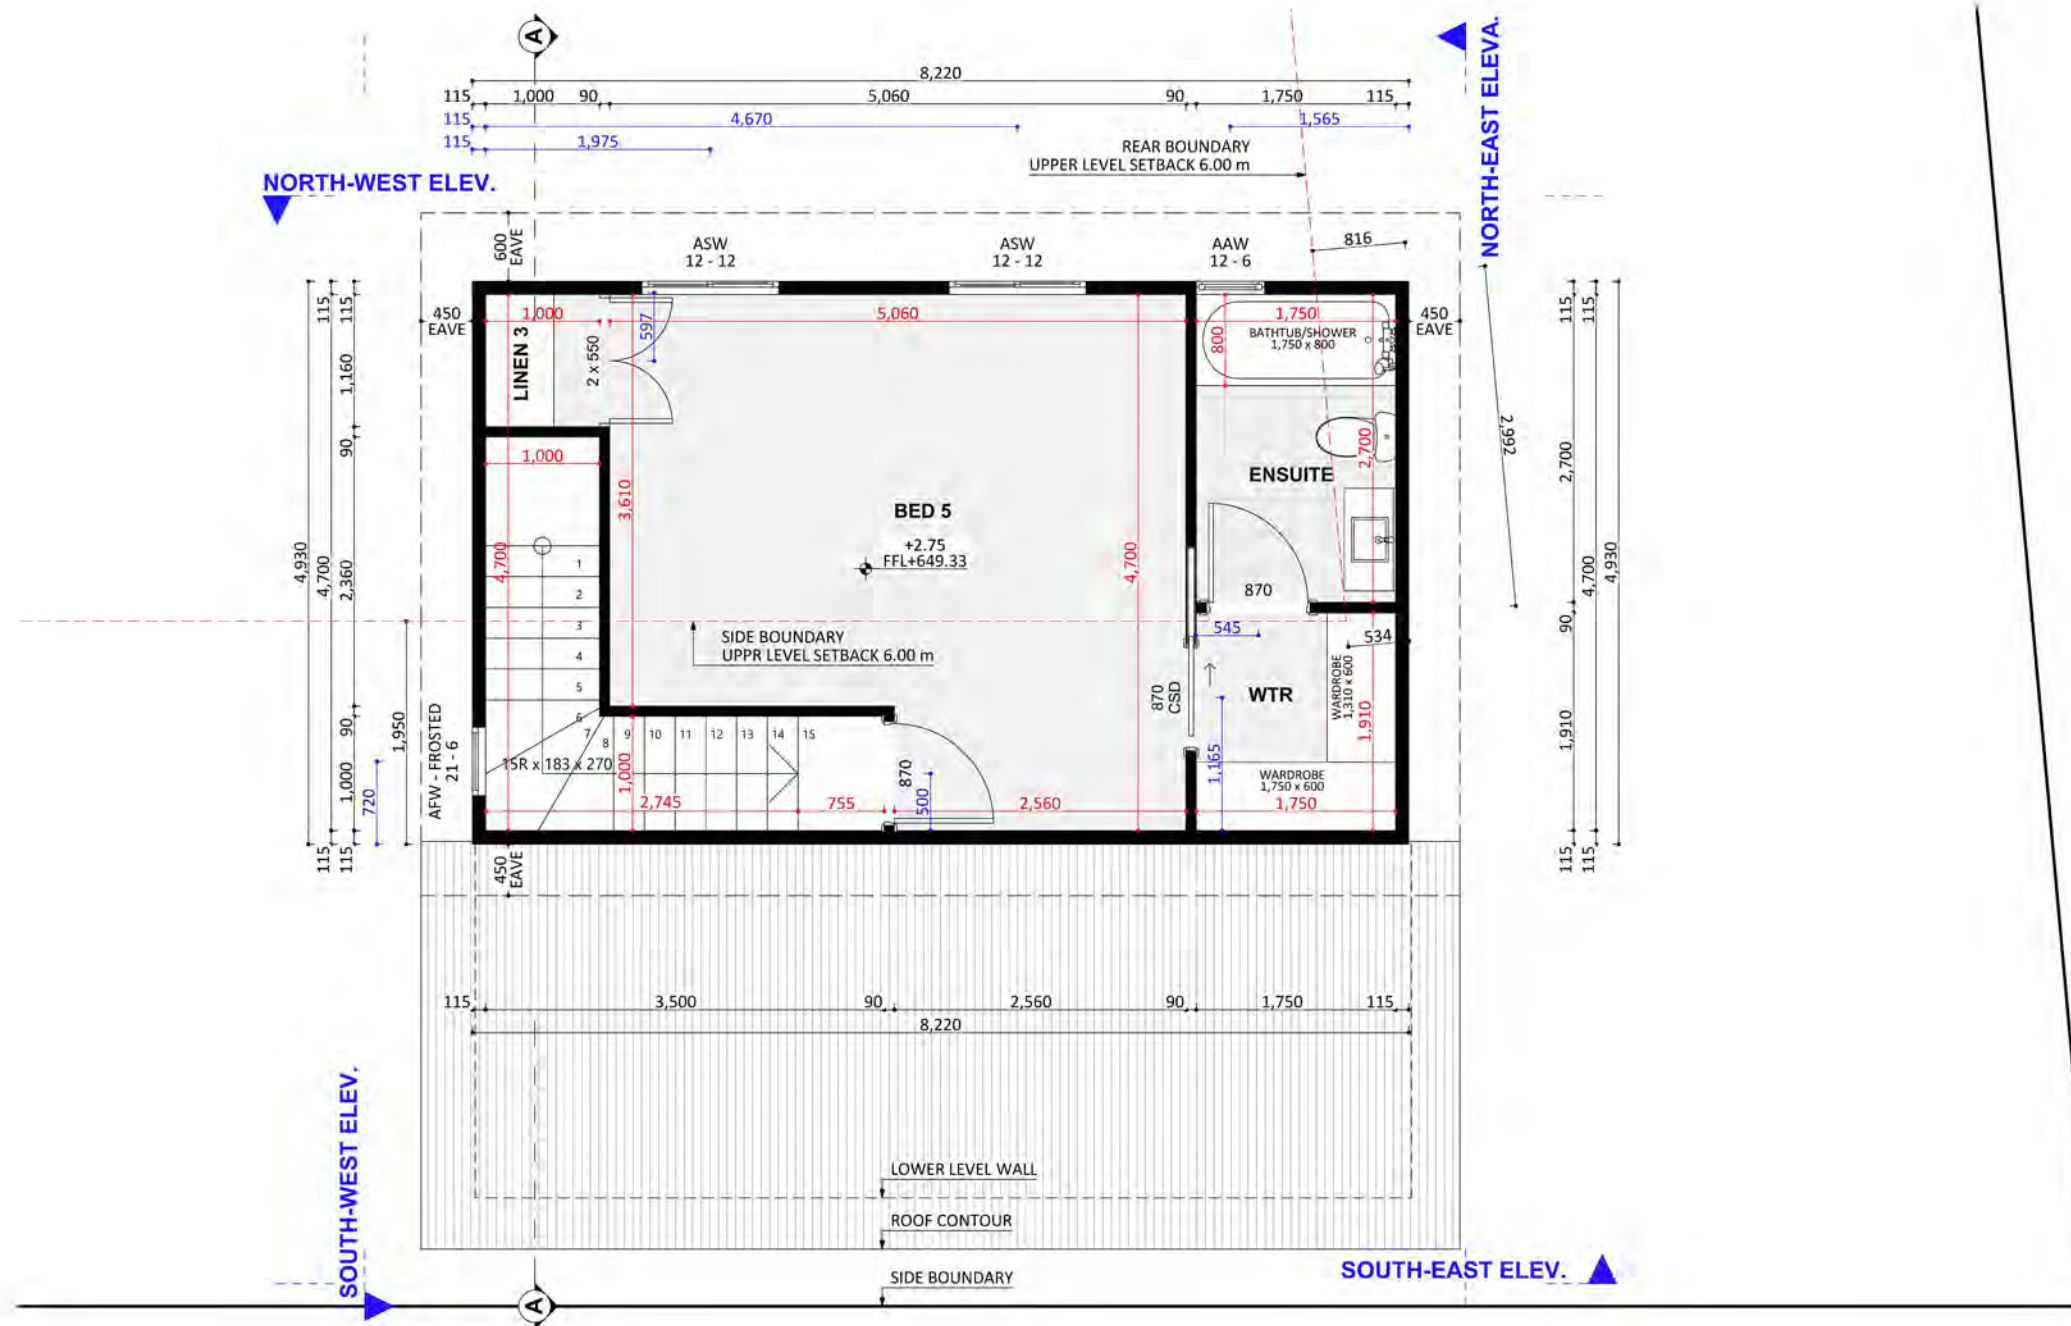 A
8,220
115 1,000 90 5,060 90 1,750 115
115 4,670 1,565
115 1,975
REAR BOUNDARY
UPPER LEVEL SETBACK 6.00 m
NORTH-WEST ELEV.
NORTH-EAST ELEVA.
600
EAVE
ASW
12 - 12
ASW
12 - 12
AAW
12 - 6
816
450
EAVE
450
EAVE
1,000
5,060
1,750
597
LINEN 3
2 x 550
800
BATHTUB/SHOWER
1,750 x 800
4,930
4,700
115
115
1,160
90
2,360
90
1,000
115
115
720
1,950
1,000
3,610
4,700
4,700
2,700
ENSUITE
BED 5
+2.75
FFL+649.33
2,992
115
115
2,700
90
1,910
4,700
4,930
115
115
870
545
534
SIDE BOUNDARY
UPPR LEVEL SETBACK 6.00 m
1
2
3
4
5
6
7
8
9 10 11 12 13 14 15
15R x 183 x 270
AFW - FROSTED
21 - 6
870
CSD
WTR
WARDROBE
1,310 x 600
1,910
1,165
WARDROBE
1,750 x 600
1,750
1,000
2,745 755
870
500
2,560
450
EAVE
115 3,500 90 2,560 90 1,750 115
8,220
SOUTH-WEST ELEV.
LOWER LEVEL WALL
ROOF CONTOUR
SIDE BOUNDARY
SOUTH-EAST ELEV.
A